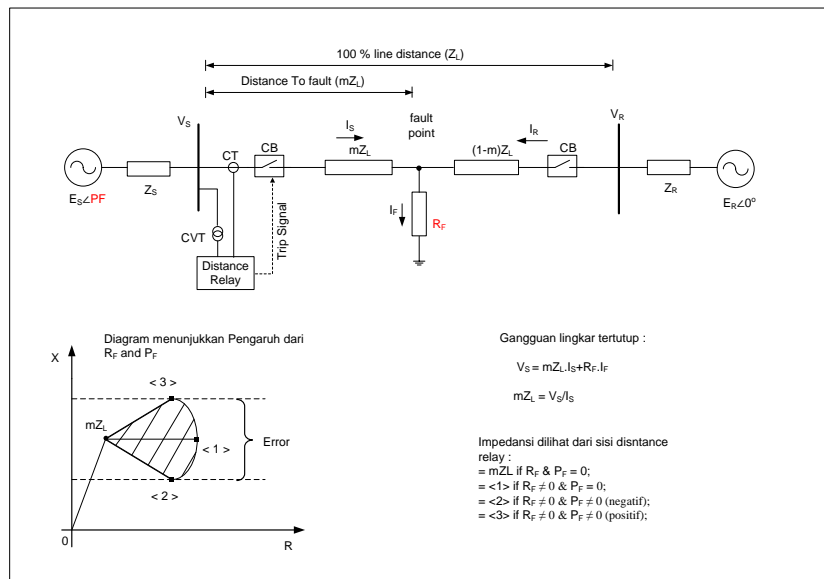 100 % line distance (ZL)
Distance To fault (mZL)
VS
IS
fault point
IR
VR
CT
CB
mZL
(1-m)ZL
CB
ES∠PF
ZS
ZR
ER∠0°
CVT
Trip Signal
IF
RF
Distance
Relay
Diagram menunjukkan Pengaruh dari
RF and PF
X
< 3 >
mZL
< 1 >
Error
< 2 >
0
R
Gangguan lingkar tertutup :
VS = mZL.IS+RF.IF
mZL = VS/IS
Impedansi dilihat dari sisi disntance
relay :
= mZL if RF & PF = 0;
= <1> if RF ≠ 0 & PF = 0;
= <2> if RF ≠ 0 & PF ≠ 0 (negatif);
= <3> if RF ≠ 0 & PF ≠ 0 (positif);